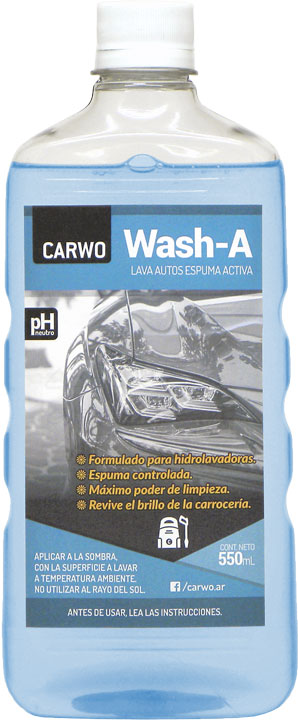 CARWO
Wash-A
LAVA AUTOS ESPUMA ACTIVA
pH
neutro
Formulado para hidrolavadoras.
Espuma controlada.
Máximo poder de limpieza.
Revive el brillo de la carrocería.
APLICAR A LA SOMBRA,
CON LA SUPERFICIE A LAVAR
A TEMPERATURA AMBIENTE,
NO UTILIZAR AL RAYO DEL SOL.
CONT. NETO
550mL
/carwo.ar
ANTES DE USAR, LEA LAS INSTRUCCIONES.